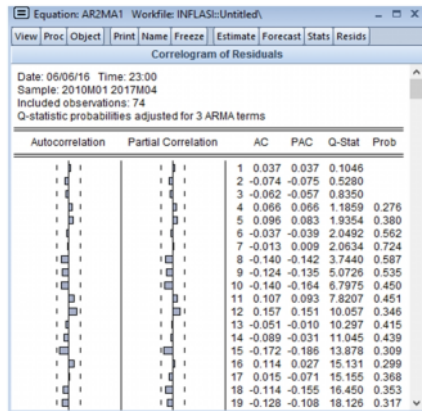 Equation: AR2MA1 Workfile: INFLASI::Untitled\
View Proc Object Print Name Freeze Estimate Forecast Stats Resids
Correlogram of Residuals
Date: 06/06/16 Time: 23:00
Sample: 2010M01 2017M04
Included observations: 74
Q-statistic probabilities adjusted for 3 ARMA terms
Autocorrelation Partial Correlation AC PAC Q-Stat Prob
1 0.037 0.037 0.1046
2 -0.074 -0.075 0.5280
3 -0.062 -0.057 0.8350
4 0.066 0.066 1.1859 0.276
5 0.096 0.083 1.9354 0.380
6 -0.037 -0.039 2.0492 0.562
7 -0.013 0.009 2.0634 0.724
8 -0.140 -0.142 3.7440 0.587
9 -0.124 -0.135 5.0726 0.535
10 -0.140 -0.164 6.7975 0.450
11 0.107 0.093 7.8207 0.451
12 0.157 0.151 10.057 0.346
13 -0.051 -0.010 10.297 0.415
14 -0.089 -0.031 11.045 0.439
15 -0.172 -0.186 13.878 0.309
16 0.114 0.027 15.131 0.299
17 0.015 -0.071 15.155 0.368
18 -0.114 -0.155 16.450 0.353
19 -0.128 -0.108 18.126 0.317